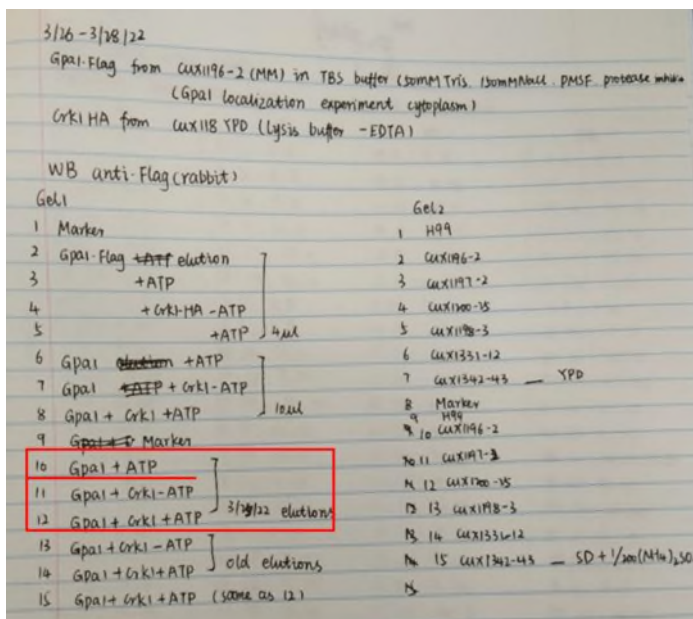 3/26-3/28/22
Gpa1-Flag from CUX1196-2 (MM) in TBS buffer (50mM Tris, 150mM NaCl, PMSF, protease
(Gpa1 localization experiment cytoplasm)
Crk1 HA from CUX118 YPD (Lysis buffer -EDTA)
WB anti-Flag (rabbit)
Gel1
1 Marker
2 Gpa1-Flag +ATP elution
3 +ATP
4 + Crk1-HA -ATP
5 +ATP 4ul
6 Gpa1 elution +ATP
7 Gpa1 +ATP + Crk1-ATP
8 Gpa1 + Crk1 +ATP 10ul
9 Gpa1 + Marker
10 Gpa1 + ATP
11 Gpa1 + Crk1-ATP
12 Gpa1 + Crk1 +ATP 3/29/22 elutions
13 Gpa1 + Crk1 -ATP
14 Gpa1 + Crk1 + ATP old elutions
15 Gpa1 + Crk1 + ATP (same as 12)
Gel2
1 H99
2 CUX1196-2
3 CUX1197-2
4 CUX1200-15
5 CUX1198-3
6 CUX1331-12
7 CUX1342-43 — YPD
8 Marker
9 H99
10 CUX1196-2
11 CUX1197-2
12 CUX1200-15
13 CUX1198-3
14 CUX1331-12
15 CUX1342-43 — SD + 1/200(NH4)2SO